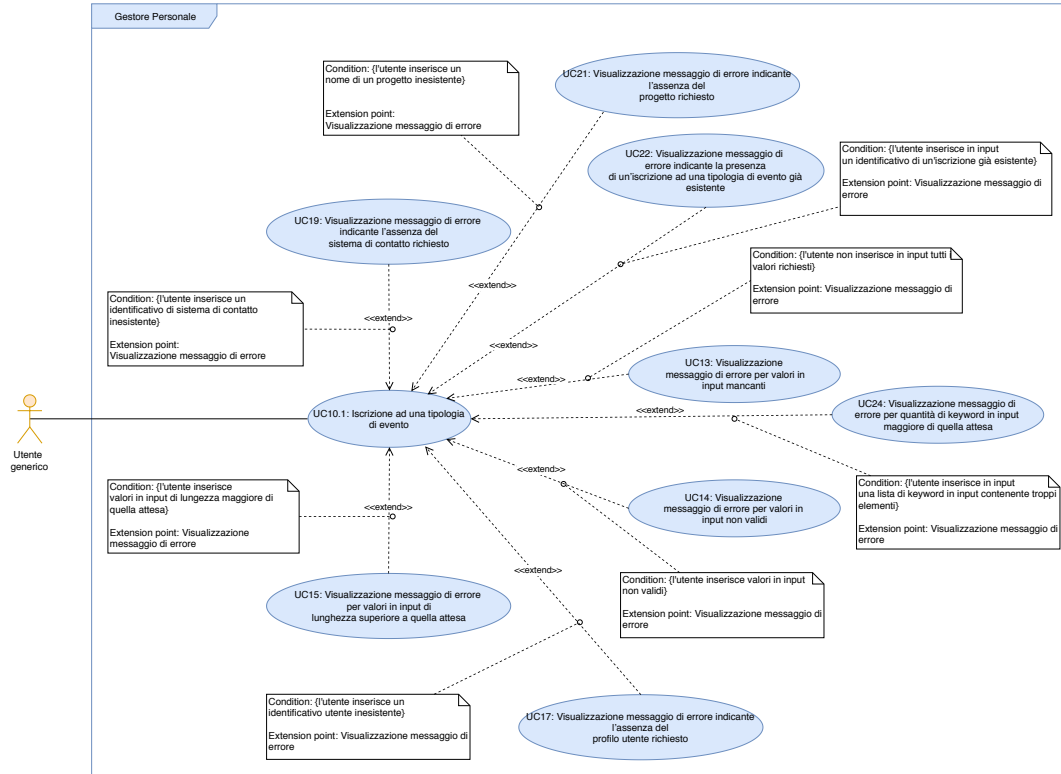 Gestore Personale
Condition: {l'utente inserisce un
nome di un progetto inesistente}
Extension point:
Visualizzazione messaggio di errore
UC21: Visualizzazione messaggio di errore indicante
l'assenza del
progetto richiesto
UC22: Visualizzazione messaggio di
errore indicante la presenza
di un'iscrizione ad una tipologia di evento già
esistente
Condition: {l'utente inserisce in input
un identificativo di un'iscrizione già esistente}
Extension point: Visualizzazione messaggio di
errore
UC19: Visualizzazione messaggio di errore
indicante l'assenza del
sistema di contatto richiesto
Condition: {l'utente non inserisce in input tutti i
valori richiesti}
Extension point: Visualizzazione messaggio di
errore
<<extend>>
Condition: {l'utente inserisce un
identificativo di sistema di contatto
inesistente}
Extension point:
Visualizzazione messaggio di errore
<<extend>>
<<extend>>
UC13: Visualizzazione
messaggio di errore per valori in
input mancanti
<<extend>>
UC10.1: Iscrizione ad una tipologia
di evento
<<extend>>
UC24: Visualizzazione messaggio di
errore per quantità di keyword in input
maggiore di quella attesa
Utente
generico
<<extend>>
Condition: {l'utente inserisce
valori in input di lungezza maggiore di
quella attesa}
Extension point: Visualizzazione
messaggio di errore
<<extend>>
UC14: Visualizzazione
messaggio di errore per valori in
input non validi
Condition: {l'utente inserisce in input
una lista di keyword in input contenente troppi
elementi}
Extension point: Visualizzazione messaggio di
errore
<<extend>>
UC15: Visualizzazione messaggio di errore
per valori in input di
lunghezza superiore a quella attesa
Condition: {l'utente inserisce valori in input
non validi}
Extension point: Visualizzazione messaggio di
errore
Condition: {l'utente inserisce un
identificativo utente inesistente}
Extension point: Visualizzazione messaggio di
errore
UC17: Visualizzazione messaggio di errore indicante
l'assenza del
profilo utente richiesto